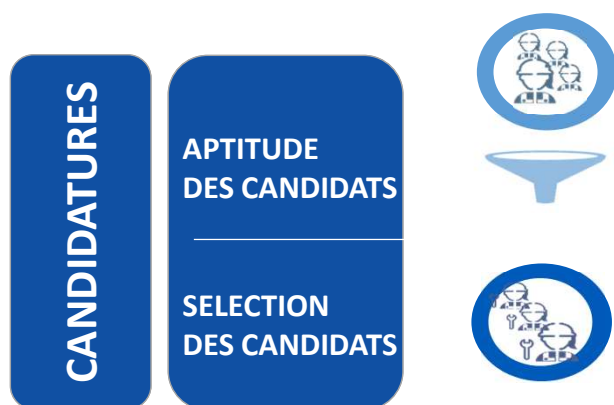 CANDIDATURES
APTITUDE
DES CANDIDATS
SELECTION
DES CANDIDATS